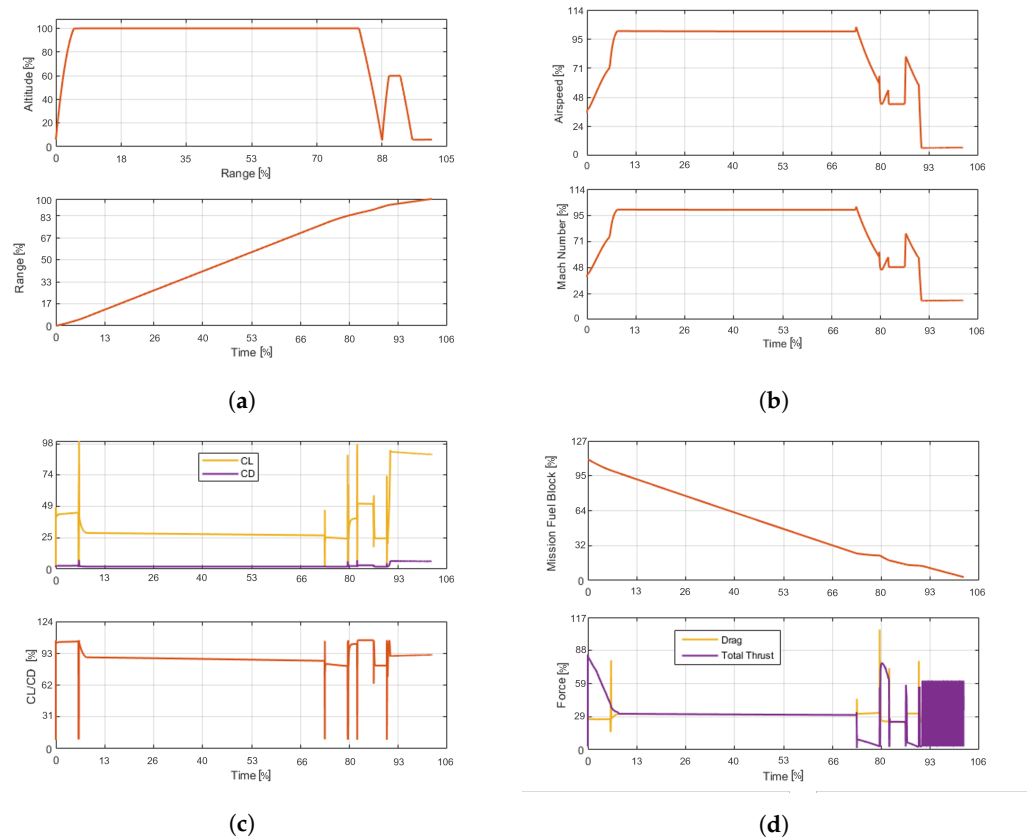 100
80
60
40
20
0
Altitude [%]
0 18 35 53 70 88 105
Range [%]
100
83
67
50
33
17
0
Range [%]
0 13 26 40 53 66 80 93 106
Time [%]
(a)
114
94
71
48
24
0
Airspeed [%]
0 13 26 40 53 66 80 93 106
114
95
71
48
24
0
Mach Number [%]
0 13 26 40 53 66 80 93 106
Time [%]
(b)
98
74
49
25
0
CL
CD
0 13 26 40 53 66 80 93 106
124
93
62
31
0
CL/CD [%]
0 13 26 40 53 66 80 93 106
Time [%]
(c)
127
95
64
32
0
Mission Fuel Block [%]
0 13 26 40 53 66 80 93 106
117
88
59
29
0
Force [%]
Drag
Total Thrust
0 13 26 40 53 66 80 93 106
Time [%]
(d)